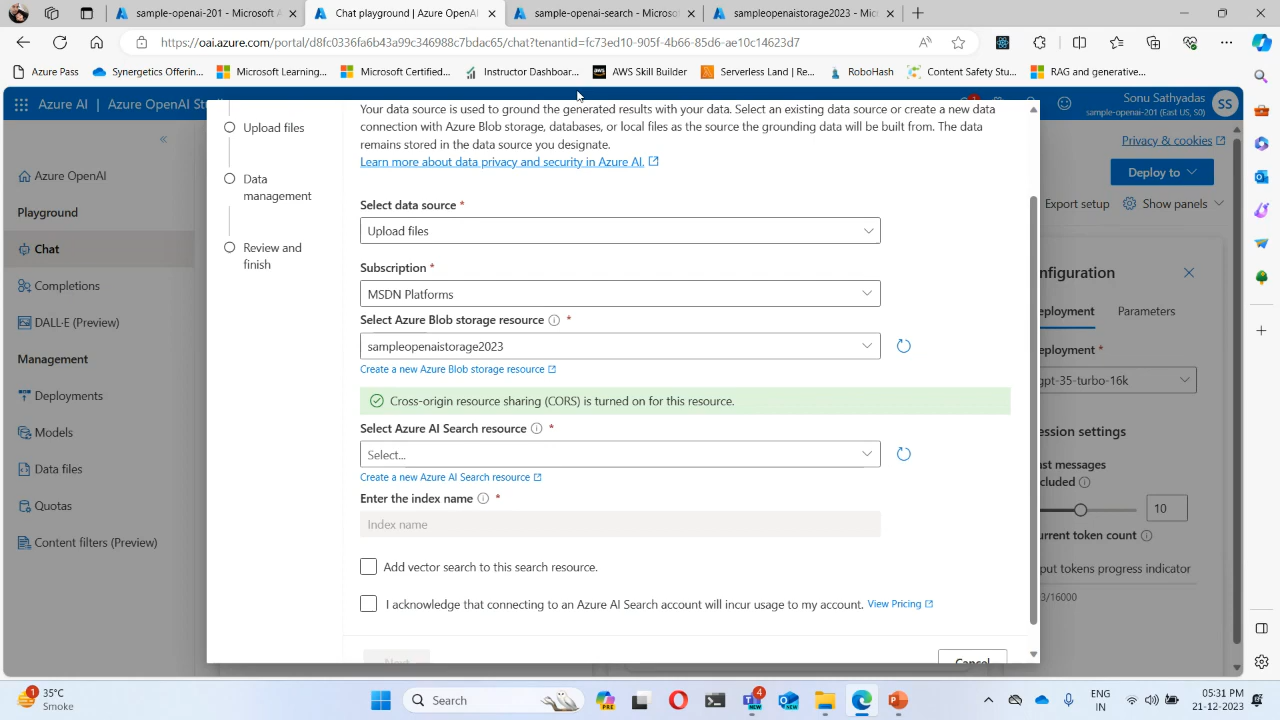 sample-openai-201 - Microsoft A
Chat playground - Azure OpenAI
sample-openai-search - Microsof
sampleopenaistorage2023 - Mic
https://oai.azure.com/portal/d8fc0336fa6b43a99c346988c7bdac65/chat?tenantid=fc73ed10-905f-4b66-85d6-ae10c14623d7
Azure Portal
Synergetic Offerin...
Microsoft Learning...
Microsoft Certified...
Instructor Dashboar...
AWS Skill Builder
Serverless Land | Re...
RoboHash
Content Safety Stu...
RAG and generative...
Azure AI | Azure OpenAI St
Sonu Sathyadas
sample-openai-201 (East US, S0)
SS
Privacy & cookies
Deploy to
Export setup
Show panels
Azure OpenAI
Playground
Chat
Completions
DALL-E (Preview)
Management
Deployments
Models
Data files
Quotas
Content filters (Preview)
Upload files
Data
management
Review and
finish
Your data source is used to ground the generated results with your data. Select an existing data source or create a new data
connection with Azure Blob storage, databases, or local files as the source the grounding data will be built from. The data
remains stored in the data source you designate.
Learn more about data privacy and security in Azure AI.
Select data source *
Upload files
Subscription *
MSDN Platforms
Select Azure Blob storage resource *
sampleopenaistorage2023
Create a new Azure Blob storage resource
Cross-origin resource sharing (CORS) is turned on for this resource.
Select Azure AI Search resource *
Select...
Create a new Azure AI Search resource
Enter the index name *
Index name
Add vector search to this search resource.
I acknowledge that connecting to an Azure AI Search account will incur usage to my account. View Pricing
Next
Cancel
nfiguration
eployment
Parameters
eployment *
gpt-35-turbo-16k
ession settings
ast messages
cluded
10
urrent token count
put tokens progress indicator
3/16000
1
35°C
Smoke
Search
PRE
NEW
4
NEW
ENG
IN
05:31 PM
21-12-2023